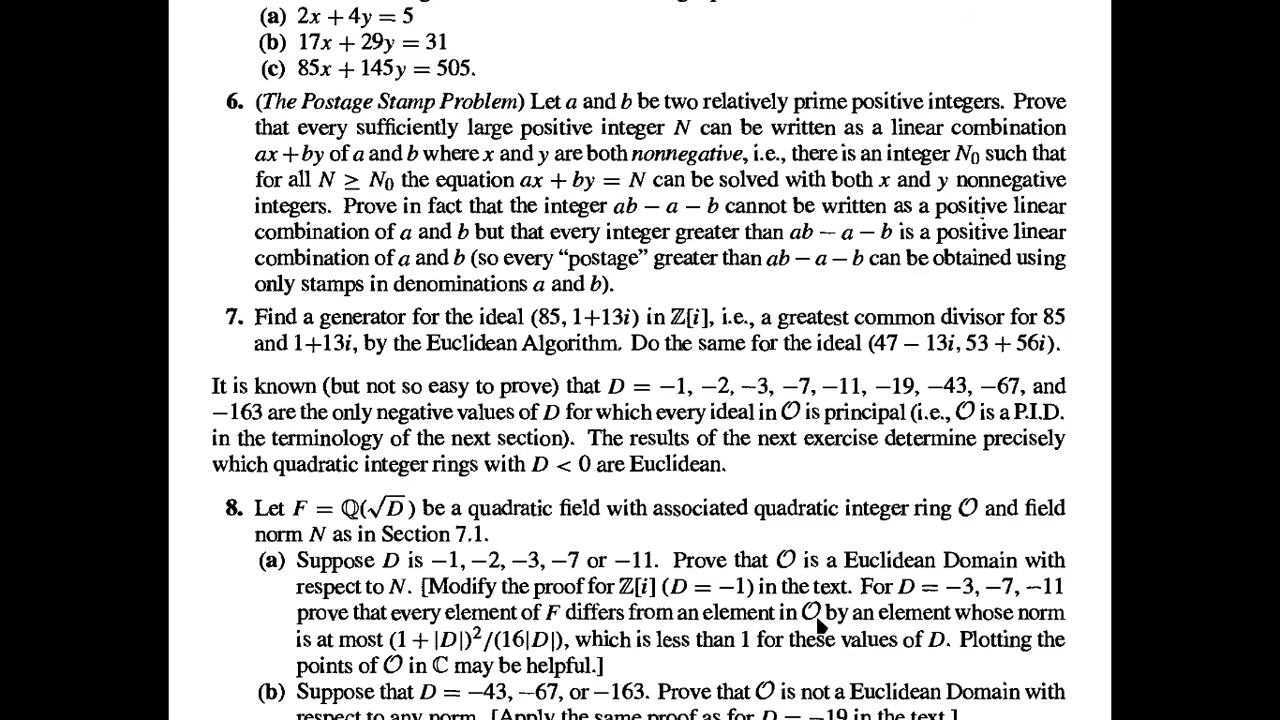 (a) 2x + 4y = 5
(b) 17x + 29y = 31
(c) 85x + 145y = 505.
6. (The Postage Stamp Problem) Let a and b be two relatively prime positive integers. Prove
that every sufficiently large positive integer N can be written as a linear combination
ax + by of a and b where x and y are both nonnegative, i.e., there is an integer N₀ such that
for all N ≥ N₀ the equation ax + by = N can be solved with both x and y nonnegative
integers. Prove in fact that the integer ab − a − b cannot be written as a positive linear
combination of a and b but that every integer greater than ab − a − b is a positive linear
combination of a and b (so every “postage” greater than ab − a − b can be obtained using
only stamps in denominations a and b).
7. Find a generator for the ideal (85, 1+13i) in ℤ[i], i.e., a greatest common divisor for 85
and 1+13i, by the Euclidean Algorithm. Do the same for the ideal (47 − 13i, 53 + 56i).
It is known (but not so easy to prove) that D = −1, −2, −3, −7, −11, −19, −43, −67, and
−163 are the only negative values of D for which every ideal in 𝒪 is principal (i.e., 𝒪 is a P.I.D.
in the terminology of the next section). The results of the next exercise determine precisely
which quadratic integer rings with D < 0 are Euclidean.
8. Let F = ℚ(√D) be a quadratic field with associated quadratic integer ring 𝒪 and field
norm N as in Section 7.1.
(a) Suppose D is −1, −2, −3, −7 or −11. Prove that 𝒪 is a Euclidean Domain with
respect to N. [Modify the proof for ℤ[i] (D = −1) in the text. For D = −3, −7, −11
prove that every element of F differs from an element in 𝒪 by an element whose norm
is at most (1 + |D|)²/(16|D|), which is less than 1 for these values of D. Plotting the
points of 𝒪 in ℂ may be helpful.]
(b) Suppose that D = −43, −67, or −163. Prove that 𝒪 is not a Euclidean Domain with
respect to any norm. [Apply the same proof as for D = −19 in the text.]